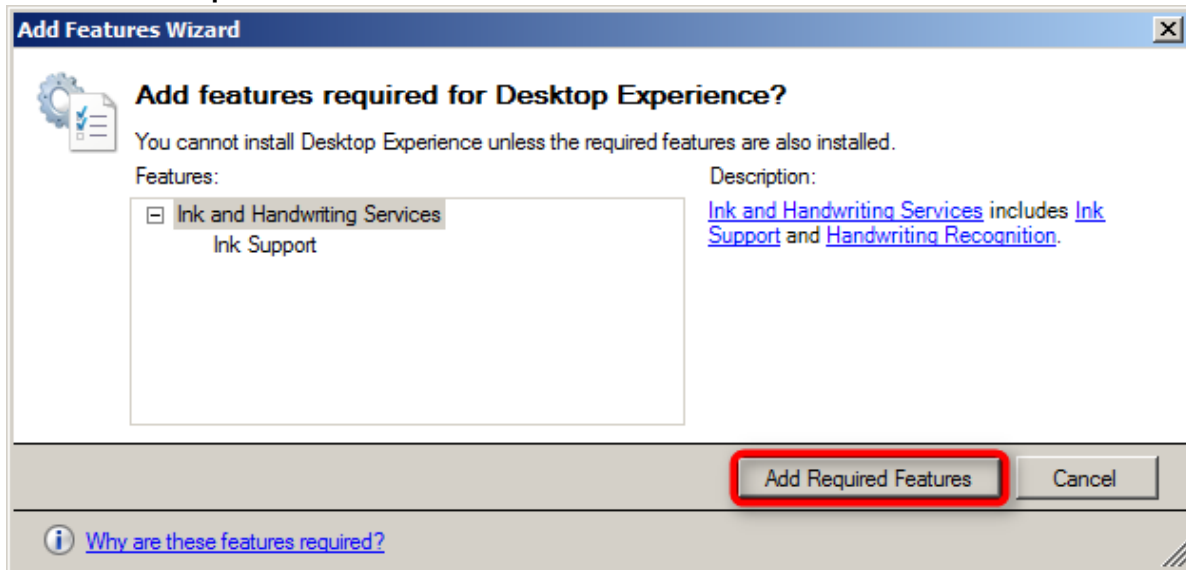 Add Features Wizard
Add features required for Desktop Experience?
You cannot install Desktop Experience unless the required features are also installed.
Features:
Description:
Ink and Handwriting Services
Ink Support
Ink and Handwriting Services includes Ink
Support and Handwriting Recognition.
Add Required Features
Cancel
Why are these features required?